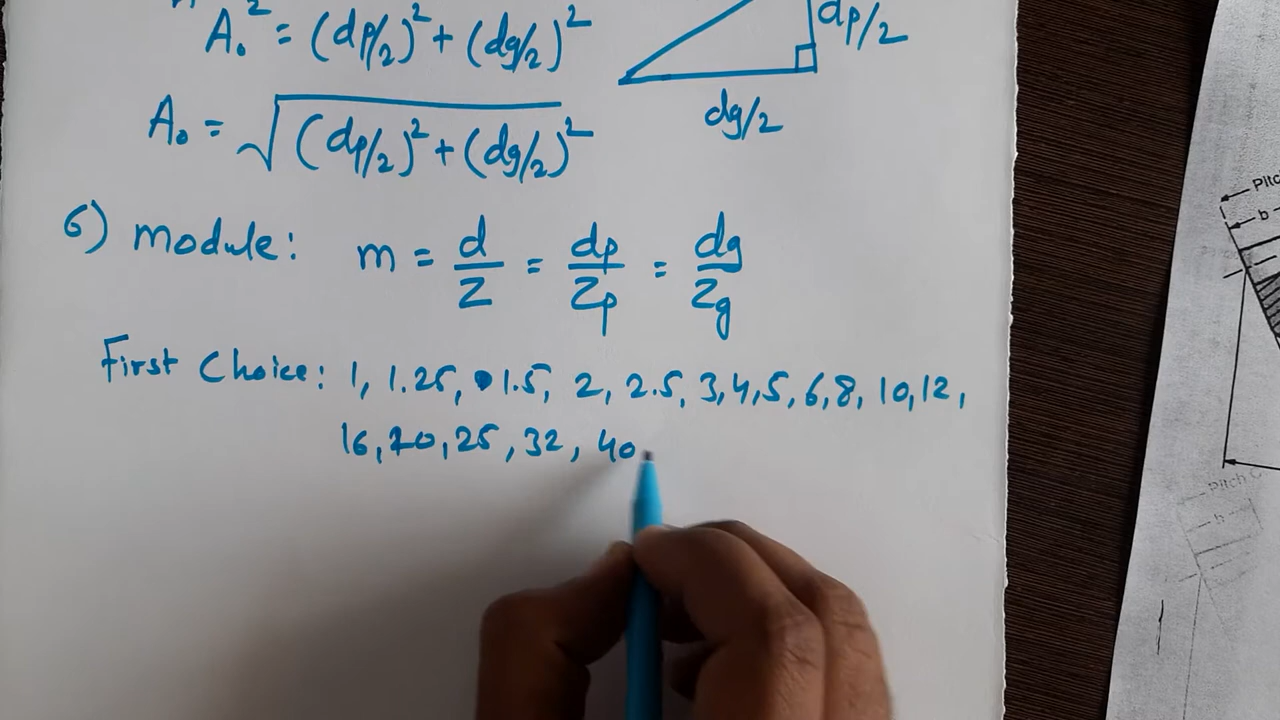 A₀² = (dp/2)² + (dg/2)²
dp/2
A₀ = √(dp/2)² + (dg/2)²
dg/2
6) module: m = d/Z = dp/Zp = dg/Zg
First Choice: 1, 1.25, 1.5, 2, 2.5, 3, 4, 5, 6, 8, 10, 12,
16, 20, 25, 32, 40
Pitc
b
Pitch C
b